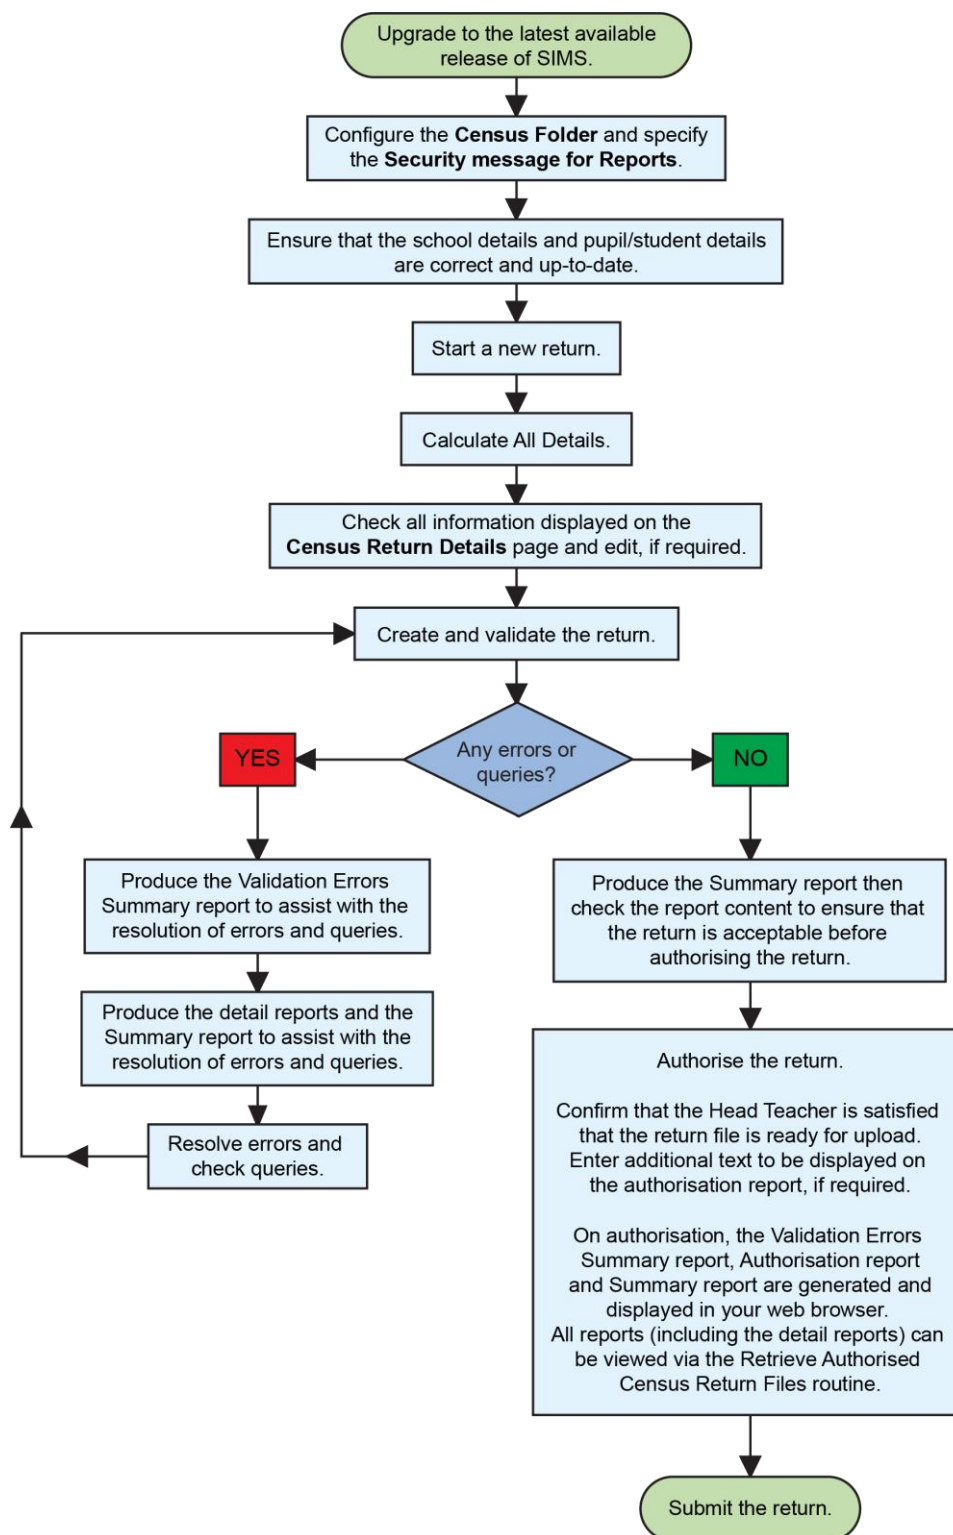 Upgrade to the latest available
release of SIMS.
Configure the Census Folder and specify
the Security message for Reports.
Ensure that the school details and pupil/student details
are correct and up-to-date.
Start a new return.
Calculate All Details.
Check all information displayed on the
Census Return Details page and edit, if required.
Create and validate the return.
Any errors or
queries?
YES
NO
Produce the Validation Errors
Summary report to assist with the
resolution of errors and queries.
Produce the detail reports and the
Summary report to assist with the
resolution of errors and queries.
Resolve errors and
check queries.
Produce the Summary report then
check the report content to ensure that
the return is acceptable before
authorising the return.
Authorise the return.
Confirm that the Head Teacher is satisfied
that the return file is ready for upload.
Enter additional text to be displayed on
the authorisation report, if required.
On authorisation, the Validation Errors
Summary report, Authorisation report
and Summary report are generated and
displayed in your web browser.
All reports (including the detail reports) can
be viewed via the Retrieve Authorised
Census Return Files routine.
Submit the return.